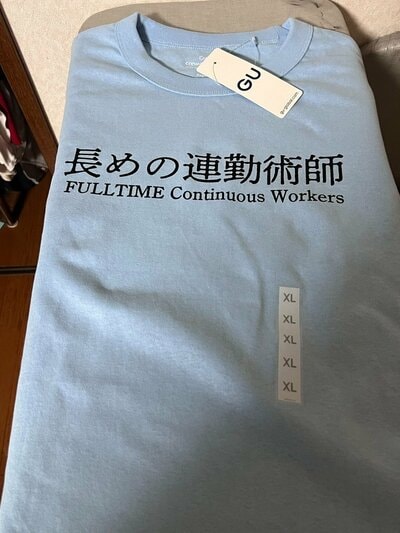 GU
長めの連勤術師
FULLTIME Continuous Workers
XL
XL
XL
XL
XL